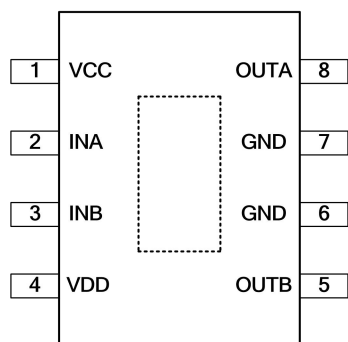 1 VCC OUTA 8
2 INA GND 7
3 INB GND 6
4 VDD OUTB 5